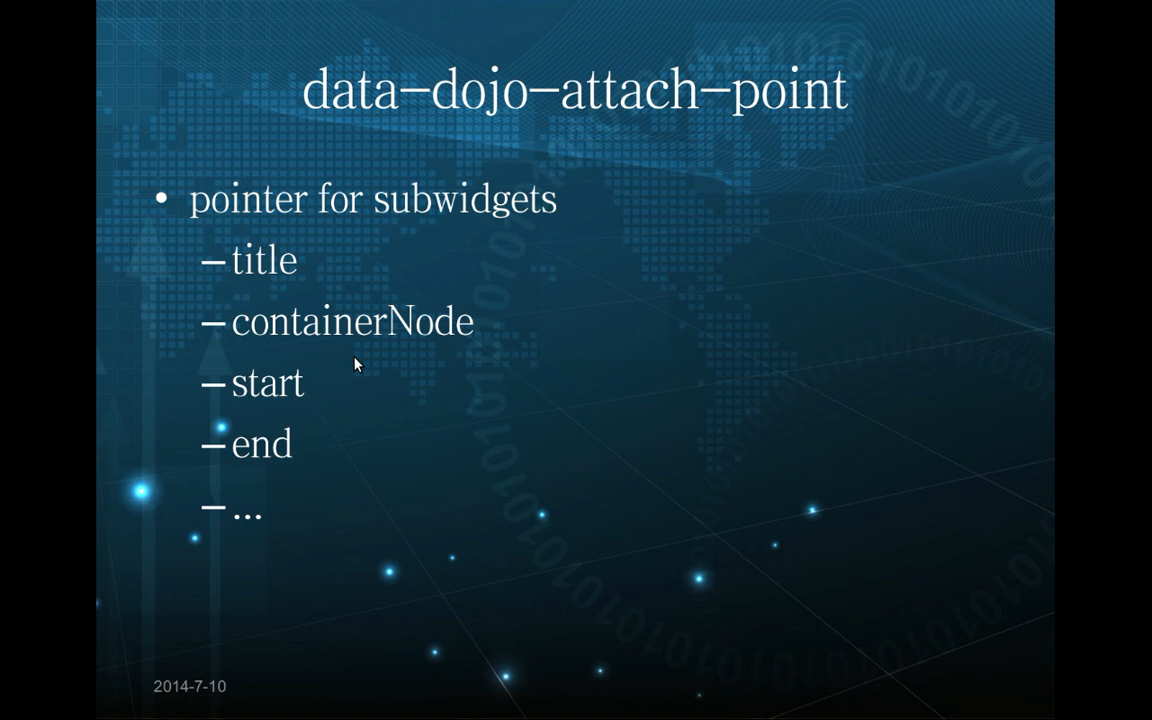 data-dojo-attach-point
• pointer for subwidgets
–title
–containerNode
–start
–end
–...
2014-7-10